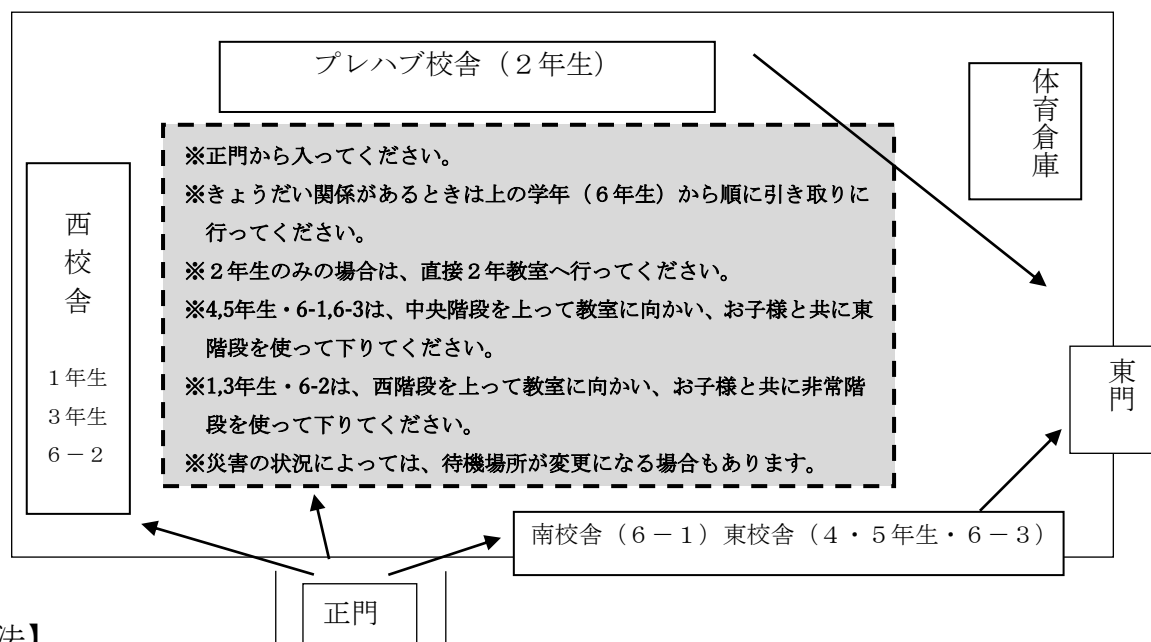 プレハブ校舎（２年生）
体育倉庫
※正門から入ってください。
※きょうだい関係があるときは上の学年（６年生）から順に引き取りに
行ってください。
※２年生のみの場合は、直接２年教室へ行ってください。
※4,5年生・6-1,6-3は、中央階段を上って教室に向かい、お子様と共に東
階段を使って下りてください。
※1,3年生・6-2は、西階段を上って教室に向かい、お子様と共に非常階
段を使って下りてください。
※災害の状況によっては、待機場所が変更になる場合もあります。
西校舎
１年生
３年生
６－２
東門
南校舎（６－１）東校舎（４・５年生・６－３）
正門
法】